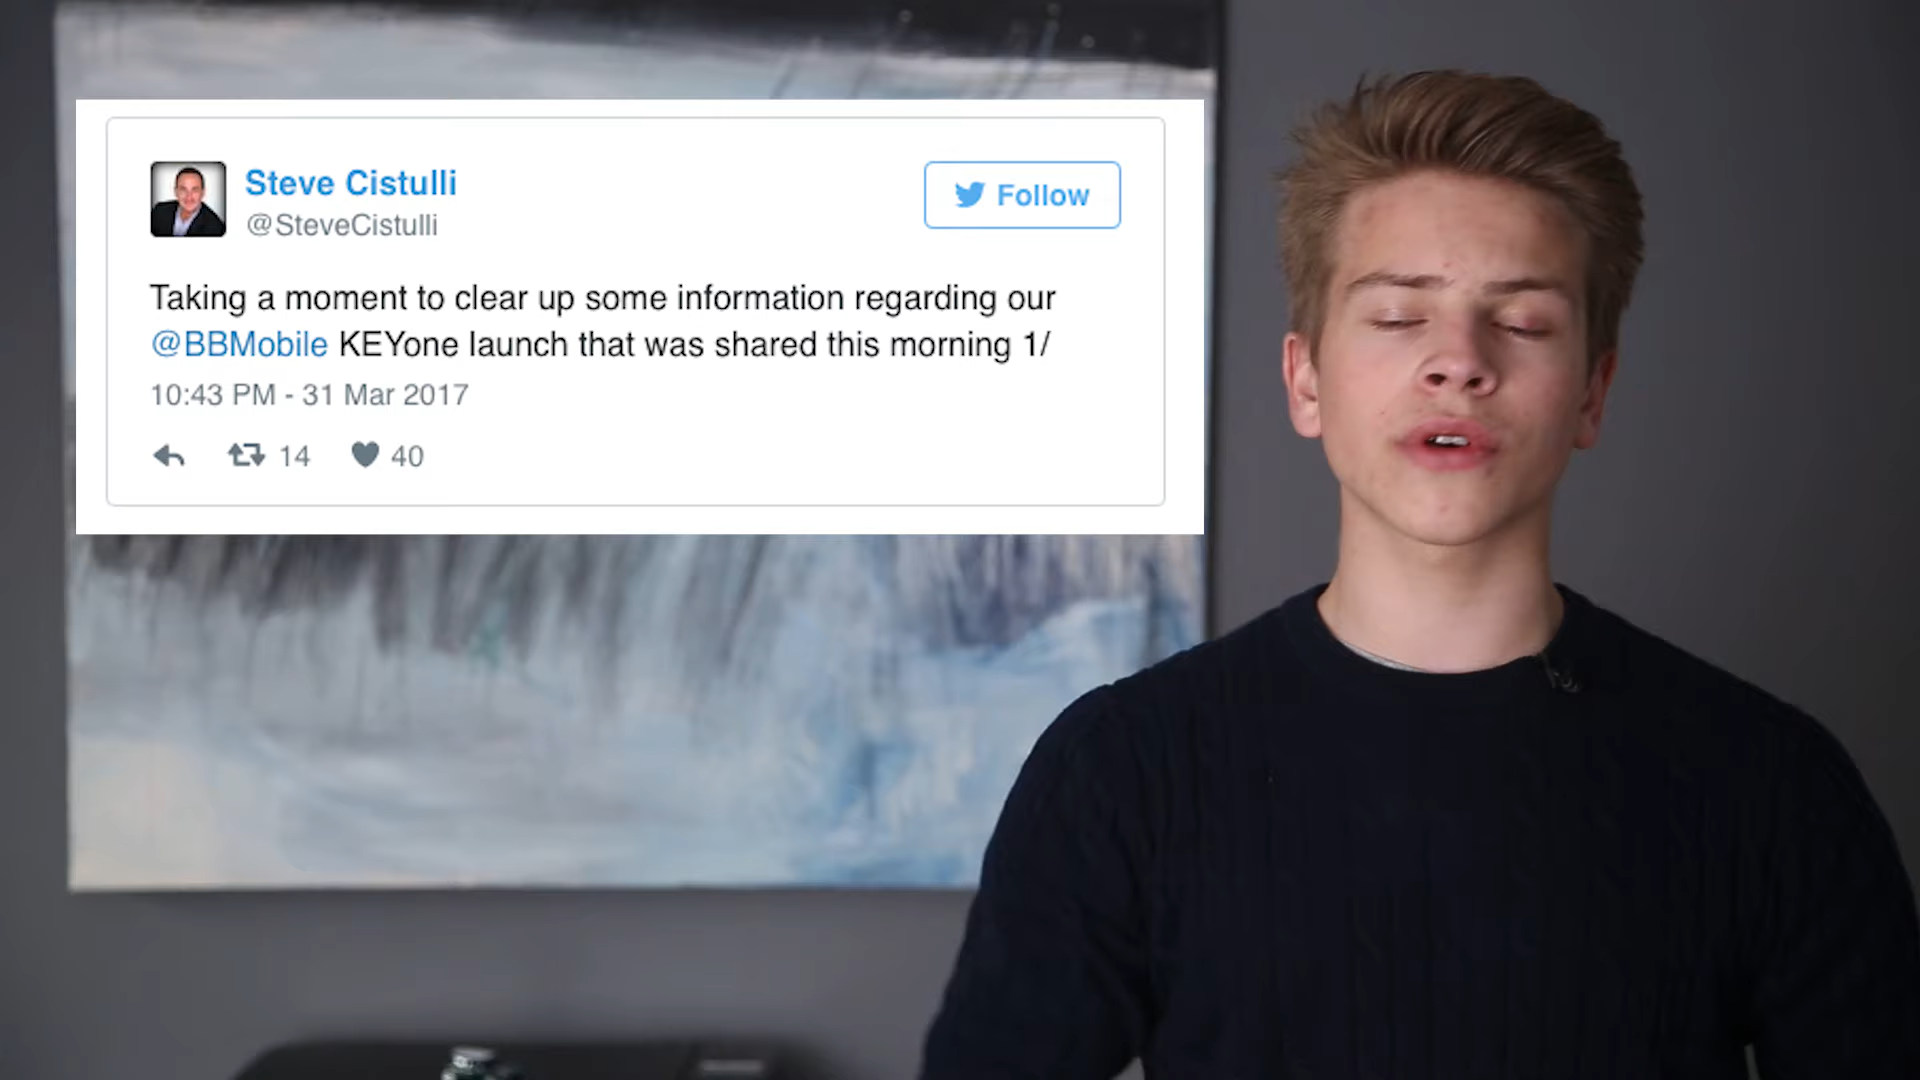 Steve Cistulli
@SteveCistulli
Follow
Taking a moment to clear up some information regarding our
@BBMobile KEYone launch that was shared this morning 1/
10:43 PM - 31 Mar 2017
14 40